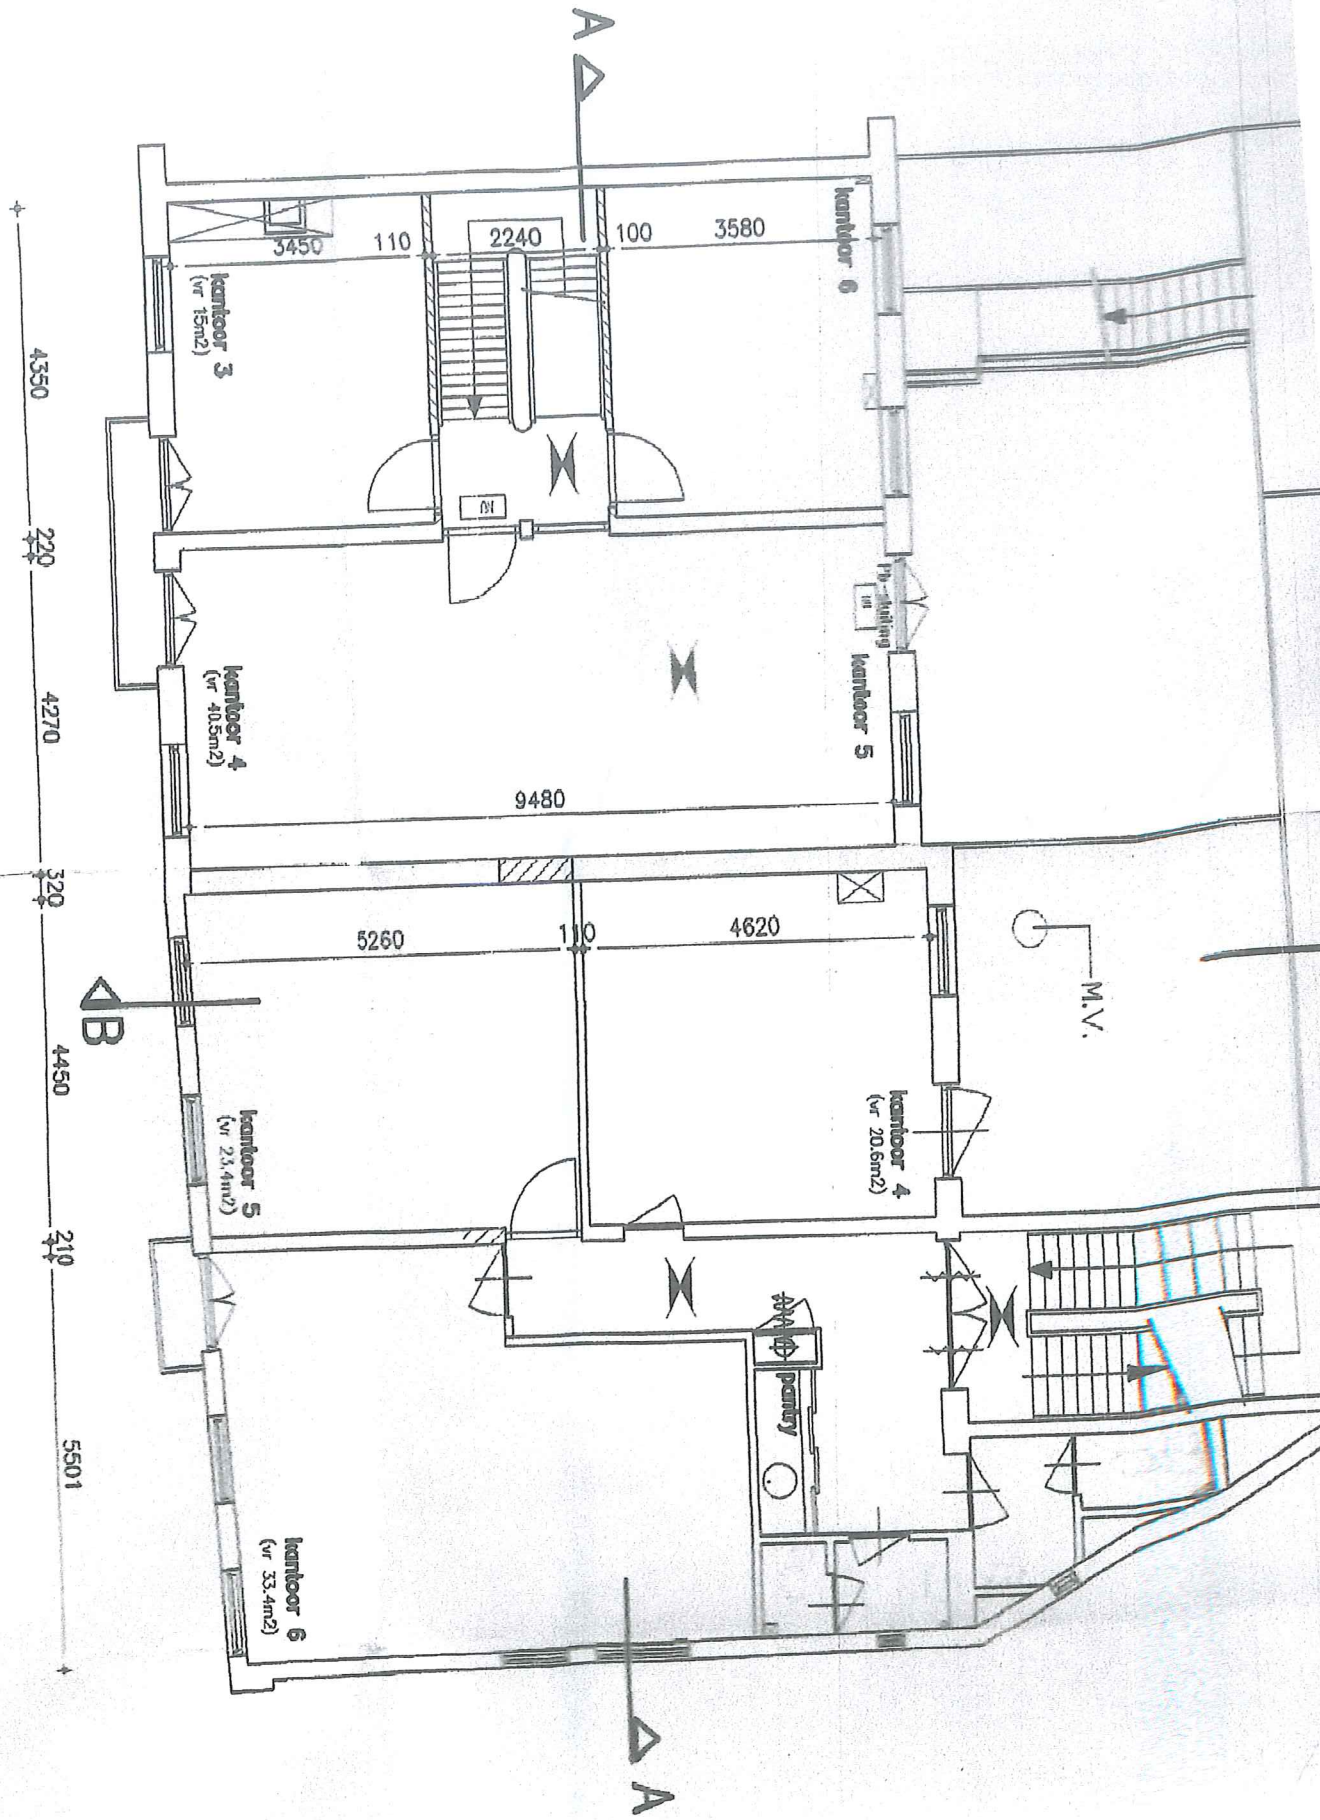 A
kantoor 6
3580
100
2240
110
3450
kantoor 3
(vr 15m2)
4350
220
4270
320
4450
210
5501
kantoor 5
kantoor 4
(vr 40.5m2)
9480
M.V.
4620
110
5260
B
kantoor 4
(vr 20.6m2)
kantoor 5
(vr 23.4m2)
pantry
kantoor 6
(vr 33.4m2)
A